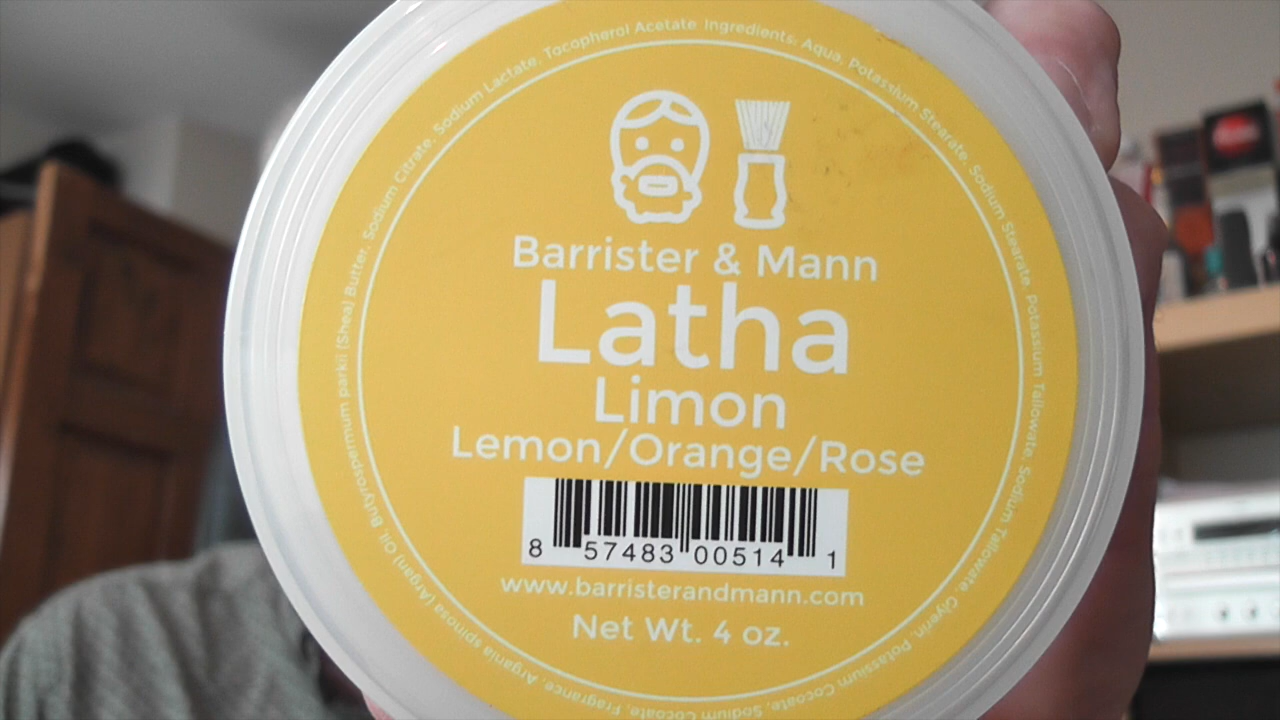 Barrister & Mann
Latha
Limon
Lemon/Orange/Rose
8 57483 00514 1
www.barristerandmann.com
Net Wt. 4 oz.
Ingredients: Aqua, Potassium Stearate, Sodium Stearate, Potassium Tallowate, Sodium Tallowate, Glycerin, Potassium Cocoate, Sodium Cocoate, Fragrance, Argania spinosa (Argan) Oil, Butyrospermum parkii (Shea) Butter, Sodium Citrate, Sodium Lactate, Tocopherol Acetate